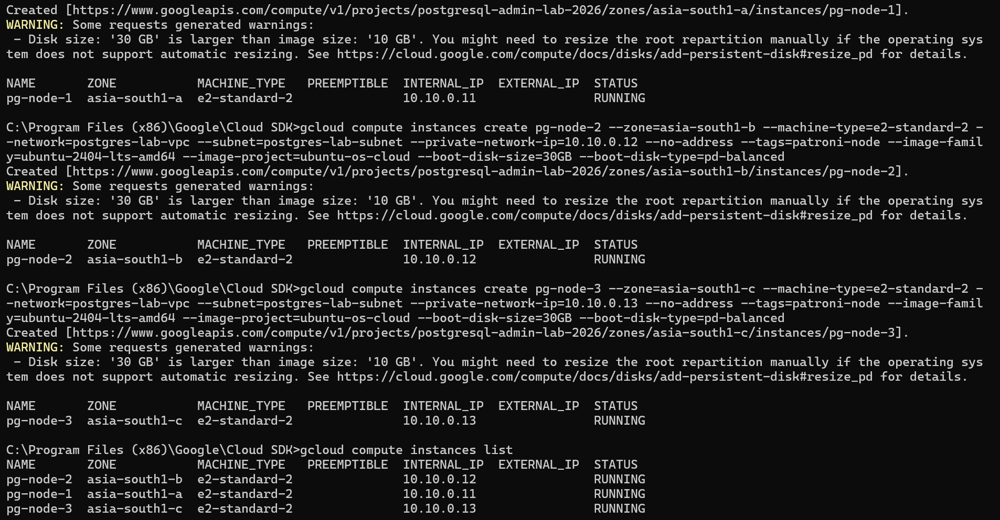 Created [https://www.googleapis.com/compute/v1/projects/postgresql-admin-lab-2026/zones/asia-south1-a/instances/pg-node-1].
WARNING: Some requests generated warnings:
 - Disk size: '30 GB' is larger than image size: '10 GB'. You might need to resize the root repartition manually if the operating sys
tem does not support automatic resizing. See https://cloud.google.com/compute/docs/disks/add-persistent-disk#resize_pd for details.

NAME       ZONE           MACHINE_TYPE   PREEMPTIBLE  INTERNAL_IP  EXTERNAL_IP  STATUS
pg-node-1  asia-south1-a  e2-standard-2               10.10.0.11                RUNNING

C:\Program Files (x86)\Google\Cloud SDK>gcloud compute instances create pg-node-2 --zone=asia-south1-b --machine-type=e2-standard-2 -
-network=postgres-lab-vpc --subnet=postgres-lab-subnet --private-network-ip=10.10.0.12 --no-address --tags=patroni-node --image-famil
y=ubuntu-2404-lts-amd64 --image-project=ubuntu-os-cloud --boot-disk-size=30GB --boot-disk-type=pd-balanced
Created [https://www.googleapis.com/compute/v1/projects/postgresql-admin-lab-2026/zones/asia-south1-b/instances/pg-node-2].
WARNING: Some requests generated warnings:
 - Disk size: '30 GB' is larger than image size: '10 GB'. You might need to resize the root repartition manually if the operating sys
tem does not support automatic resizing. See https://cloud.google.com/compute/docs/disks/add-persistent-disk#resize_pd for details.

NAME       ZONE           MACHINE_TYPE   PREEMPTIBLE  INTERNAL_IP  EXTERNAL_IP  STATUS
pg-node-2  asia-south1-b  e2-standard-2               10.10.0.12                RUNNING

C:\Program Files (x86)\Google\Cloud SDK>gcloud compute instances create pg-node-3 --zone=asia-south1-c --machine-type=e2-standard-2 -
-network=postgres-lab-vpc --subnet=postgres-lab-subnet --private-network-ip=10.10.0.13 --no-address --tags=patroni-node --image-famil
y=ubuntu-2404-lts-amd64 --image-project=ubuntu-os-cloud --boot-disk-size=30GB --boot-disk-type=pd-balanced
Created [https://www.googleapis.com/compute/v1/projects/postgresql-admin-lab-2026/zones/asia-south1-c/instances/pg-node-3].
WARNING: Some requests generated warnings:
 - Disk size: '30 GB' is larger than image size: '10 GB'. You might need to resize the root repartition manually if the operating sys
tem does not support automatic resizing. See https://cloud.google.com/compute/docs/disks/add-persistent-disk#resize_pd for details.

NAME       ZONE           MACHINE_TYPE   PREEMPTIBLE  INTERNAL_IP  EXTERNAL_IP  STATUS
pg-node-3  asia-south1-c  e2-standard-2               10.10.0.13                RUNNING

C:\Program Files (x86)\Google\Cloud SDK>gcloud compute instances list
NAME       ZONE           MACHINE_TYPE   PREEMPTIBLE  INTERNAL_IP  EXTERNAL_IP  STATUS
pg-node-2  asia-south1-b  e2-standard-2               10.10.0.12                RUNNING
pg-node-1  asia-south1-a  e2-standard-2               10.10.0.11                RUNNING
pg-node-3  asia-south1-c  e2-standard-2               10.10.0.13                RUNNING